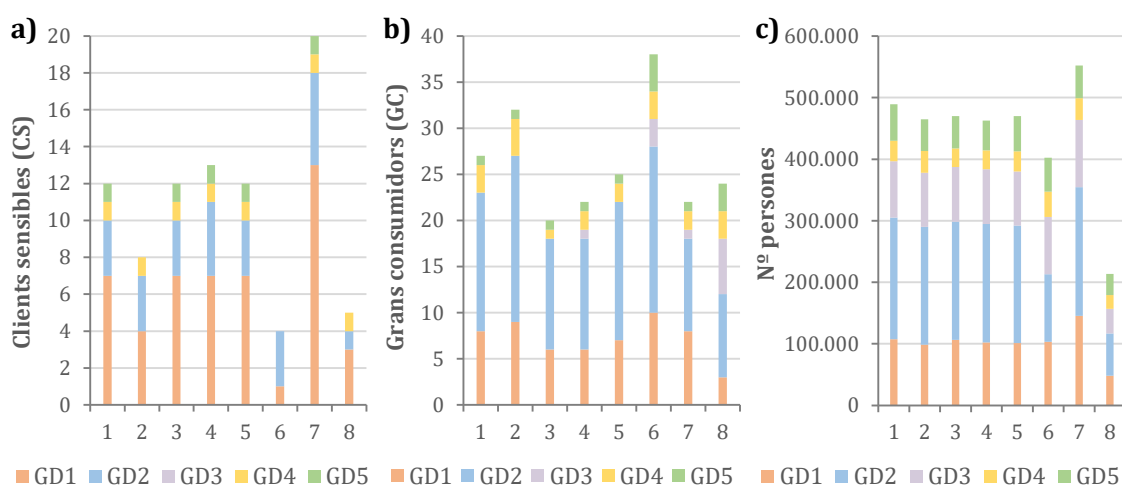 a)
Clients sensibles (CS)
20
18
16
14
12
10
8
6
4
2
0
1 2 3 4 5 6 7 8
GD1 GD2 GD3 GD4 GD5
b)
Grans consumidors (GC)
40
35
30
25
20
15
10
5
0
1 2 3 4 5 6 7 8
GD1 GD2 GD3 GD4 GD5
c)
Nº persones
600.000
500.000
400.000
300.000
200.000
100.000
0
1 2 3 4 5 6 7 8
GD1 GD2 GD3 GD4 GD5